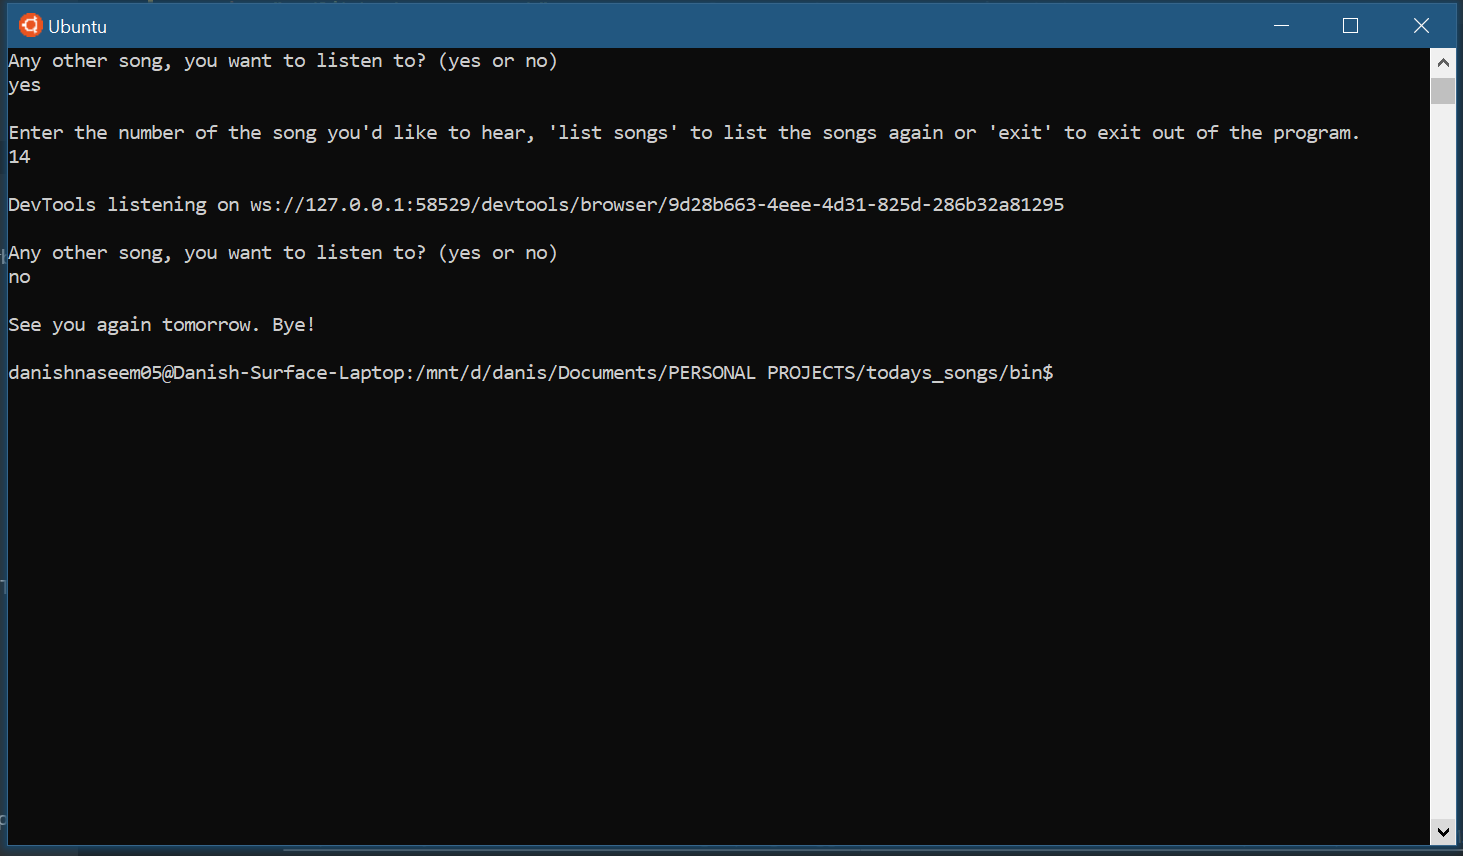 Ubuntu
Any other song, you want to listen to? (yes or no)
yes
Enter the number of the song you'd like to hear, 'list songs' to list the songs again or 'exit' to exit out of the program.
14
DevTools listening on ws://127.0.0.1:58529/devtools/browser/9d28b663-4eee-4d31-825d-286b32a81295
Any other song, you want to listen to? (yes or no)
no
See you again tomorrow. Bye!
danishnaseem05@Danish-Surface-Laptop:/mnt/d/danis/Documents/PERSONAL PROJECTS/todays_songs/bin$